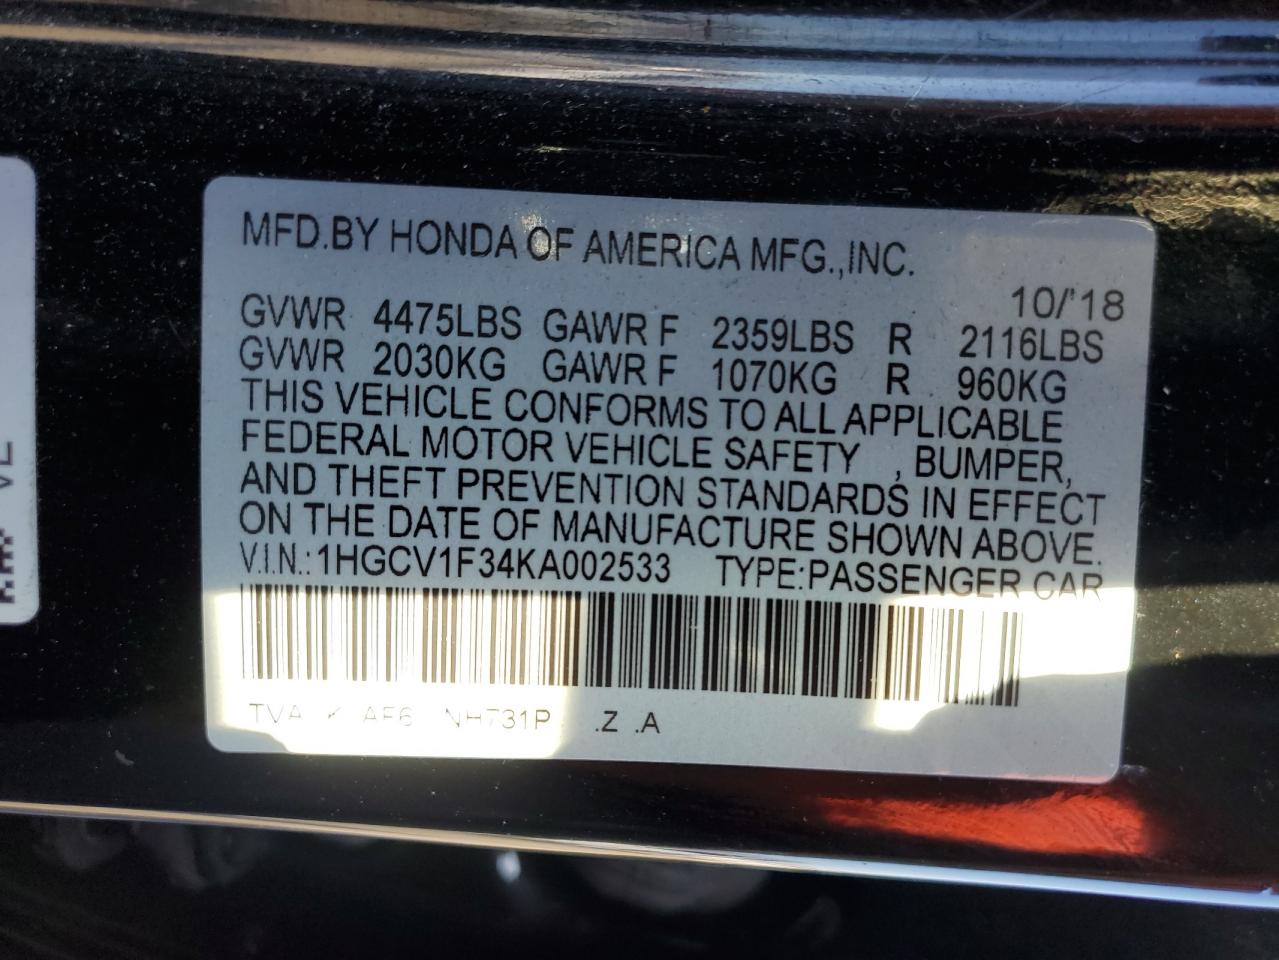 MFD.BY HONDA OF AMERICA MFG.,INC.
10/'18
GVWR 4475LBS GAWR F 2359LBS R 2116LBS
GVWR 2030KG GAWR F 1070KG R 960KG
THIS VEHICLE CONFORMS TO ALL APPLICABLE
FEDERAL MOTOR VEHICLE SAFETY , BUMPER,
AND THEFT PREVENTION STANDARDS IN EFFECT
ON THE DATE OF MANUFACTURE SHOWN ABOVE.
V.I.N.:1HGCV1F34KA002533 TYPE:PASSENGER CAR
TVA AF6 NH731P .Z .A